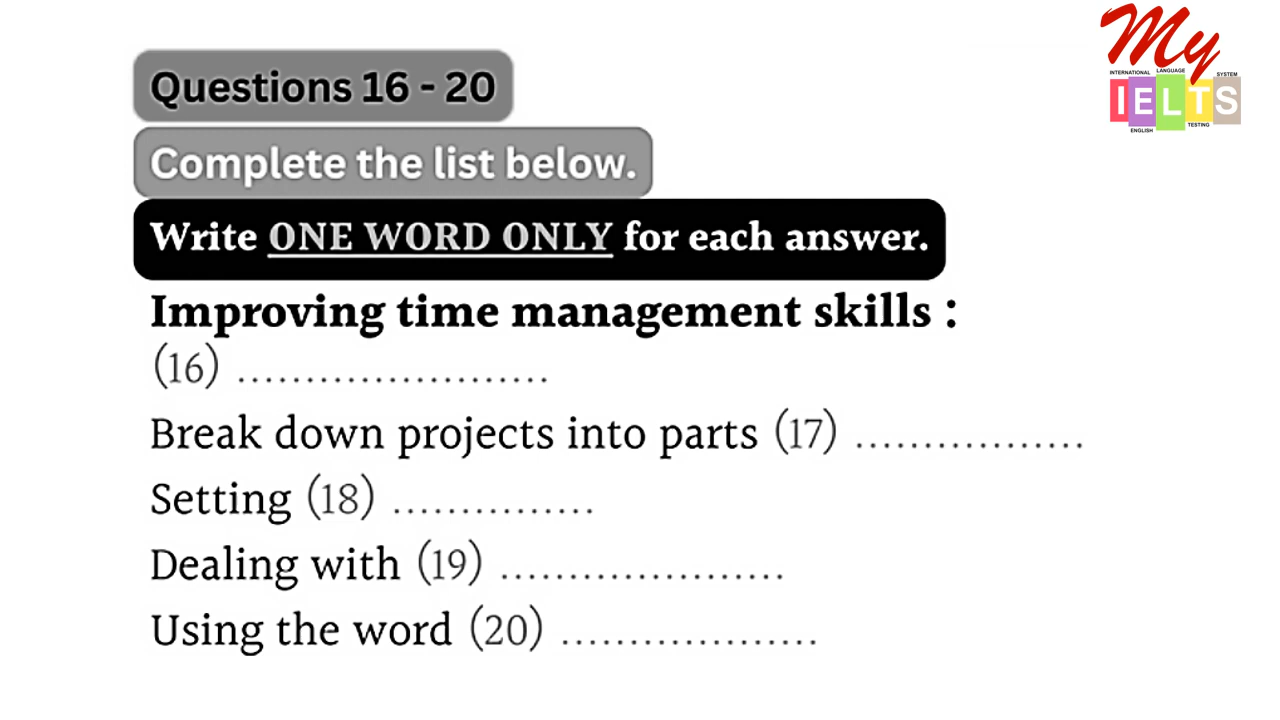 My
INTERNATIONAL LANGUAGE SYSTEM
IELTS
ENGLISH TESTING
Questions 16 - 20
Complete the list below.
Write ONE WORD ONLY for each answer.
Improving time management skills :
(16) .......................
Break down projects into parts (17) .................
Setting (18) ...............
Dealing with (19) .....................
Using the word (20) ...................